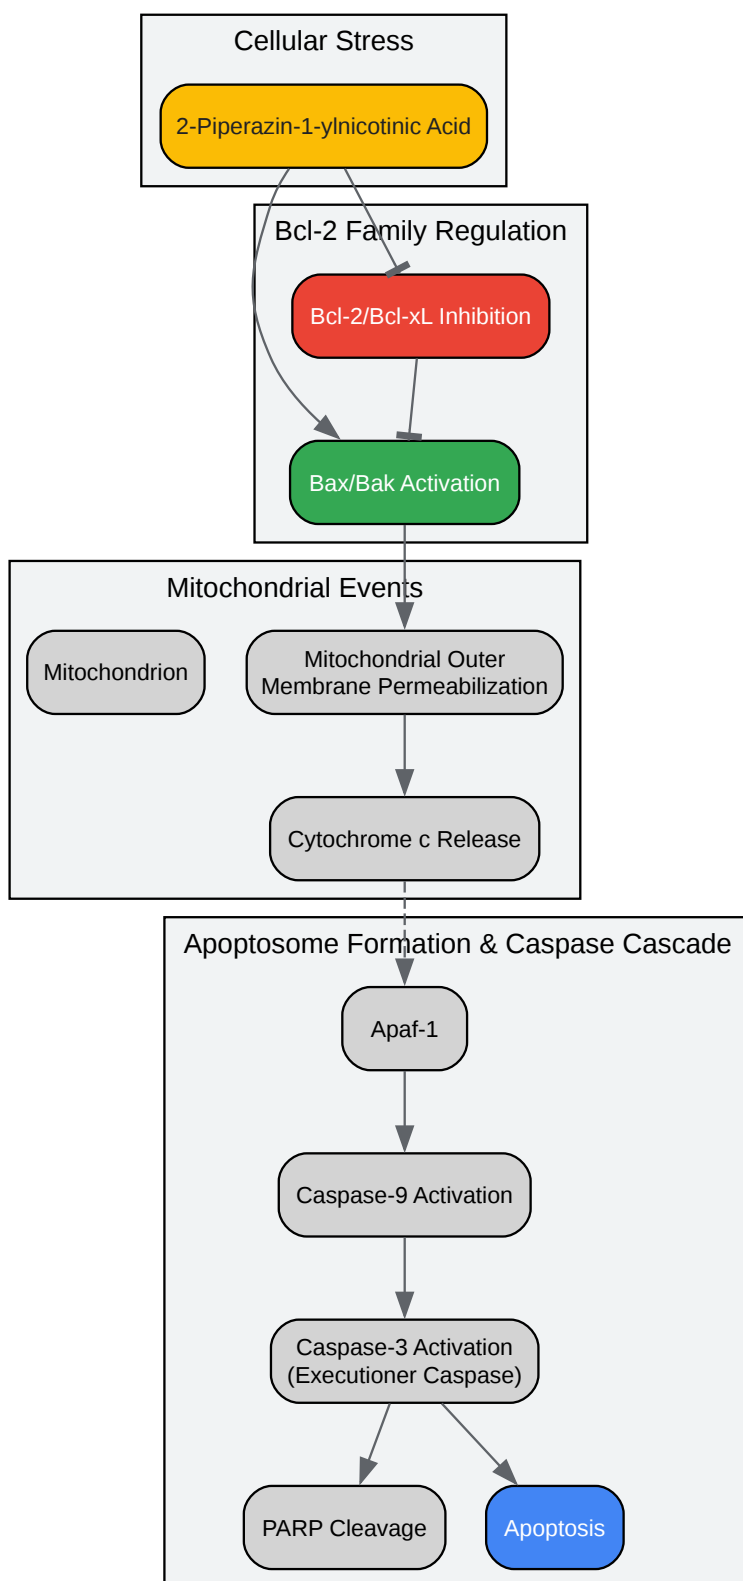 Cellular Stress
2-Piperazin-1-ylnicotinic Acid
Bcl-2 Family Regulation
Bcl-2/Bcl-xL Inhibition
Bax/Bak Activation
Mitochondrial Events
Mitochondrion
Mitochondrial Outer
Membrane Permeabilization
Cytochrome c Release
Apoptosome Formation & Caspase Cascade
Apaf-1
Caspase-9 Activation
Caspase-3 Activation
(Executioner Caspase)
PARP Cleavage
Apoptosis